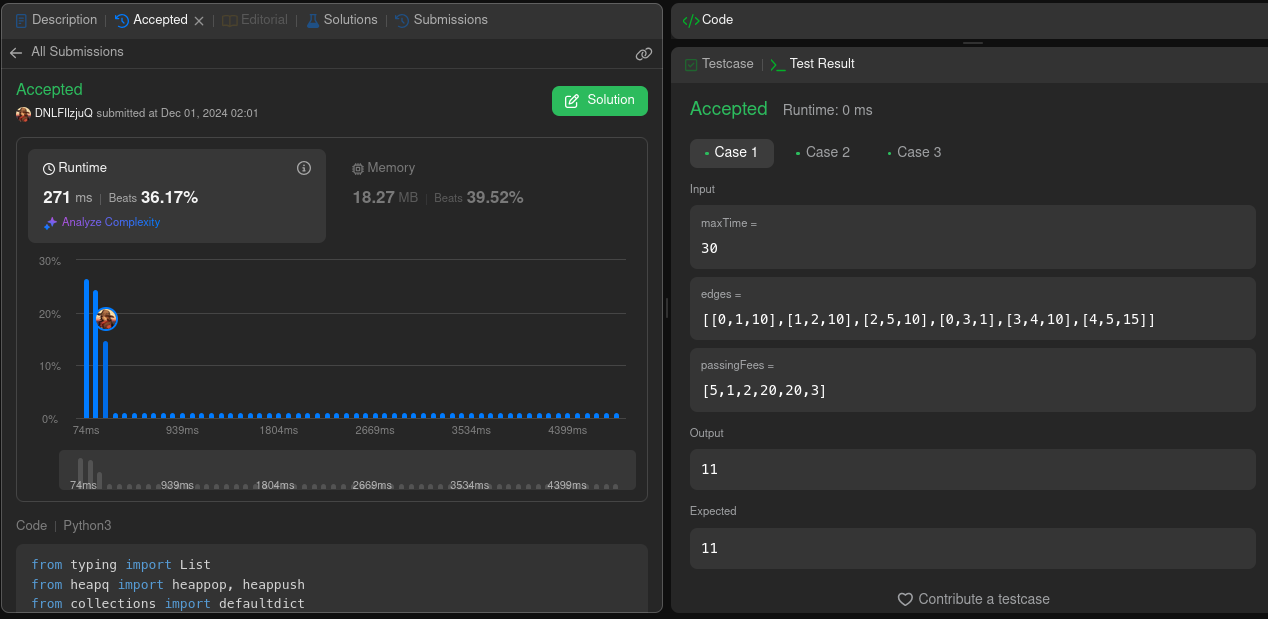 Description | Accepted | Editorial | Solutions | Submissions
All Submissions
Accepted
DNLFIlzjuQ submitted at Dec 01, 2024 02:01
Solution
Runtime
271 ms | Beats 36.17%
Analyze Complexity
Memory
18.27 MB | Beats 39.52%
30%
20%
10%
0%
74ms 939ms 1804ms 2669ms 3534ms 4399ms
74ms 939ms 1804ms 2669ms 3534ms 4399ms
Code | Python3
from typing import List
from heapq import heappop, heappush
from collections import defaultdict
</> Code
Testcase | >_ Test Result
Accepted Runtime: 0 ms
• Case 1 • Case 2 • Case 3
Input
maxTime =
30
edges =
[[0,1,10],[1,2,10],[2,5,10],[0,3,1],[3,4,10],[4,5,15]]
passingFees =
[5,1,2,20,20,3]
Output
11
Expected
11
Contribute a testcase